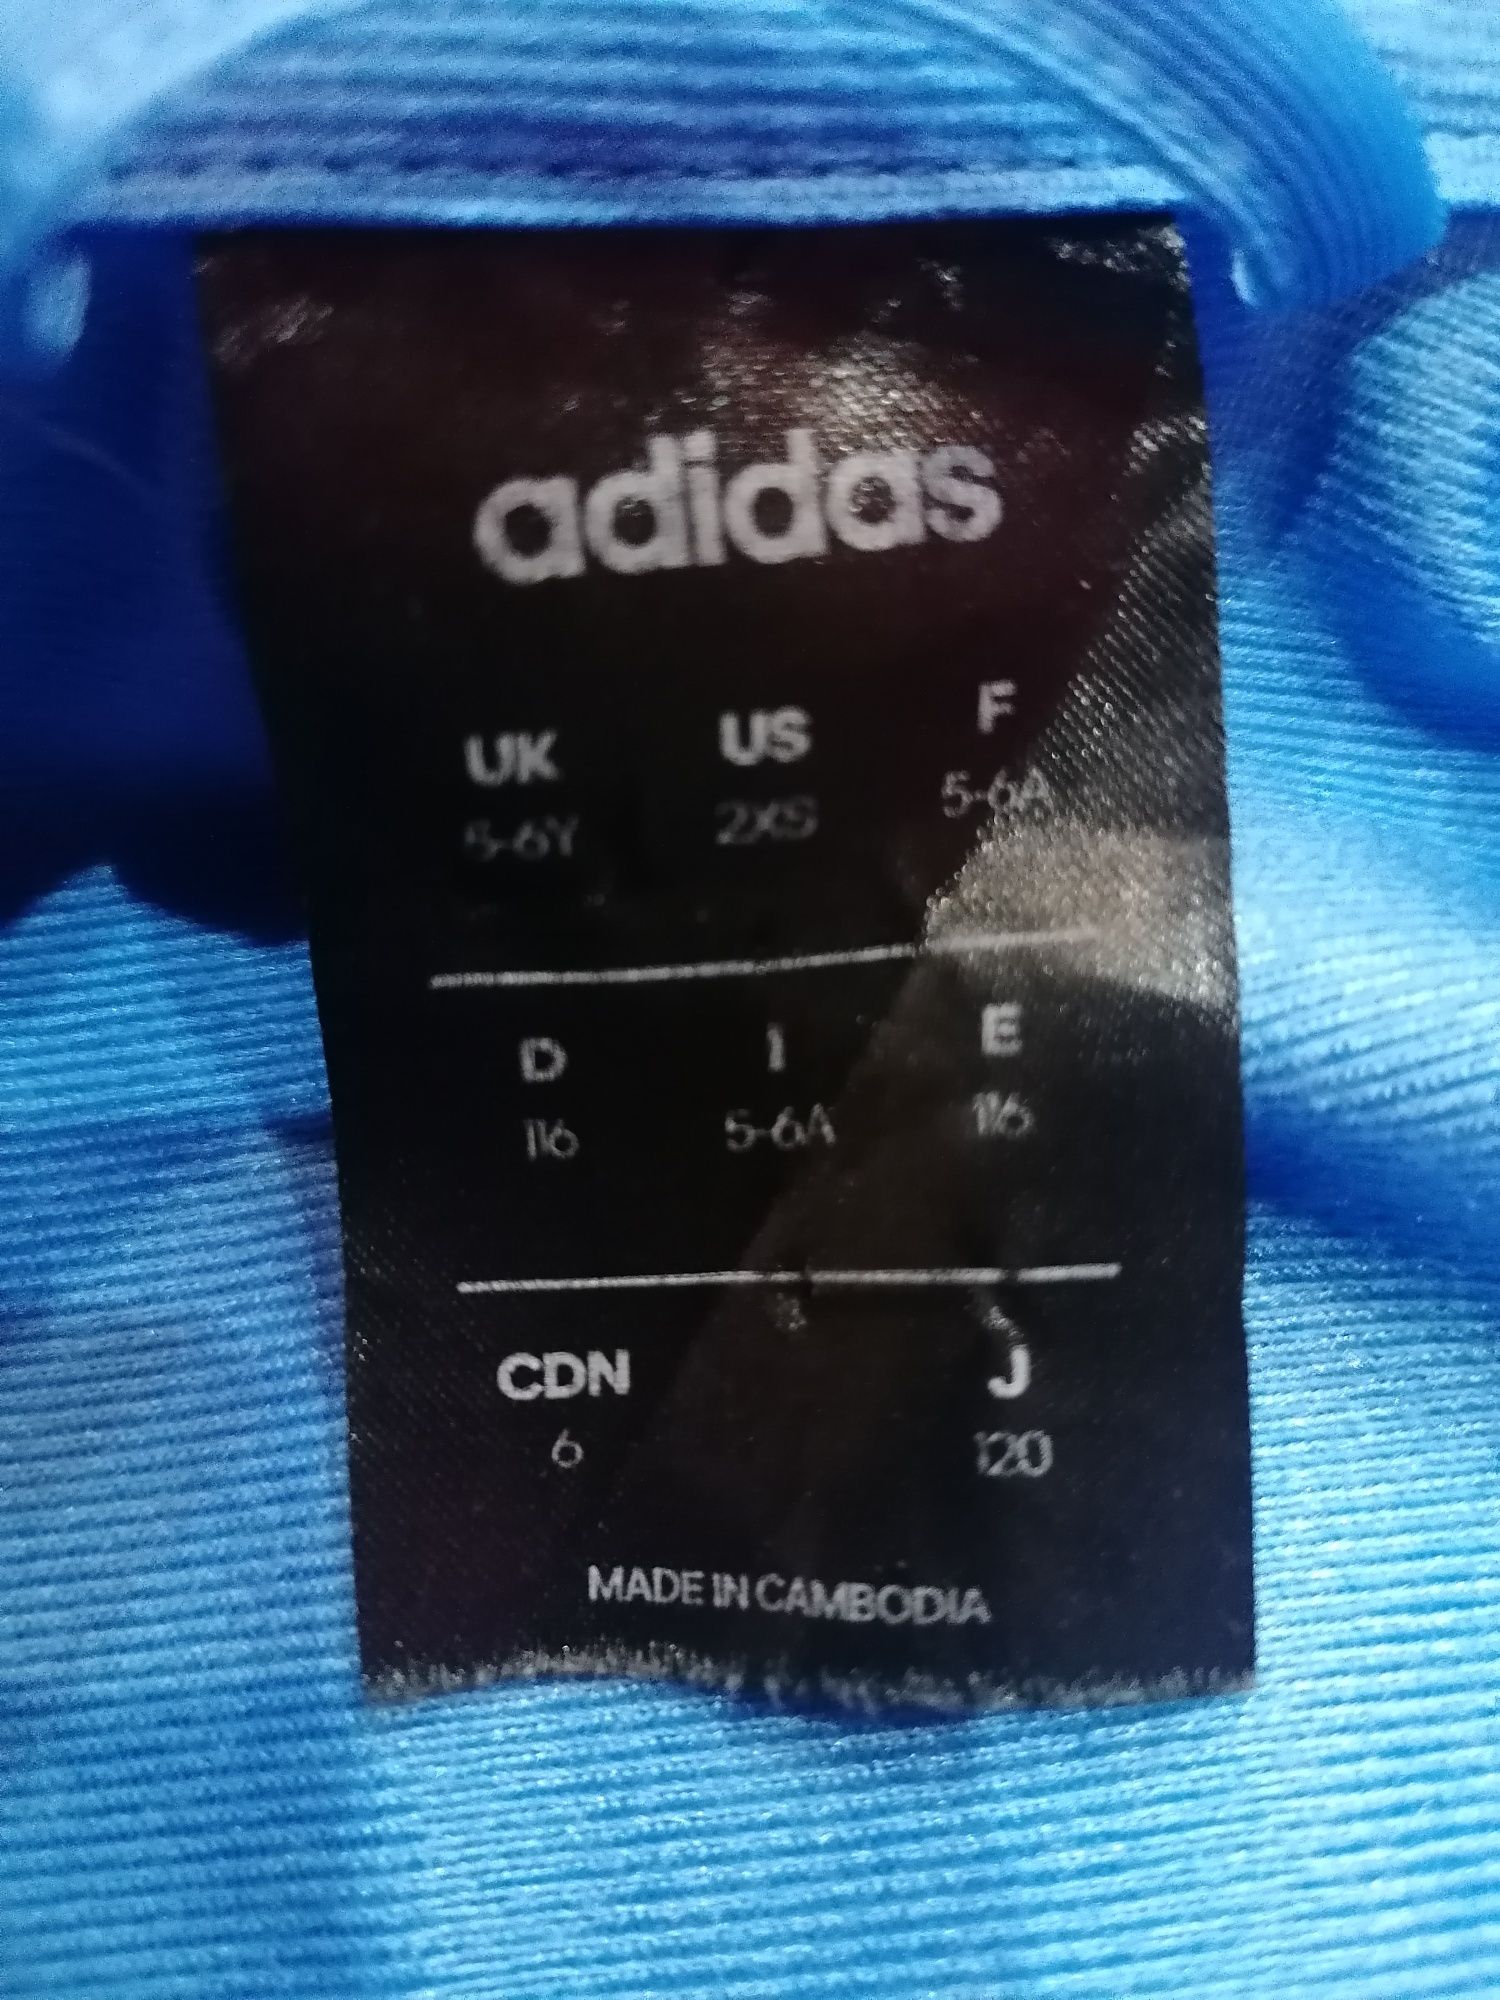 adidas
UK US F
5-6Y 2XS 5-6A
D I E
116 5-6A 116
CDN J
6 120
MADE IN CAMBODIA